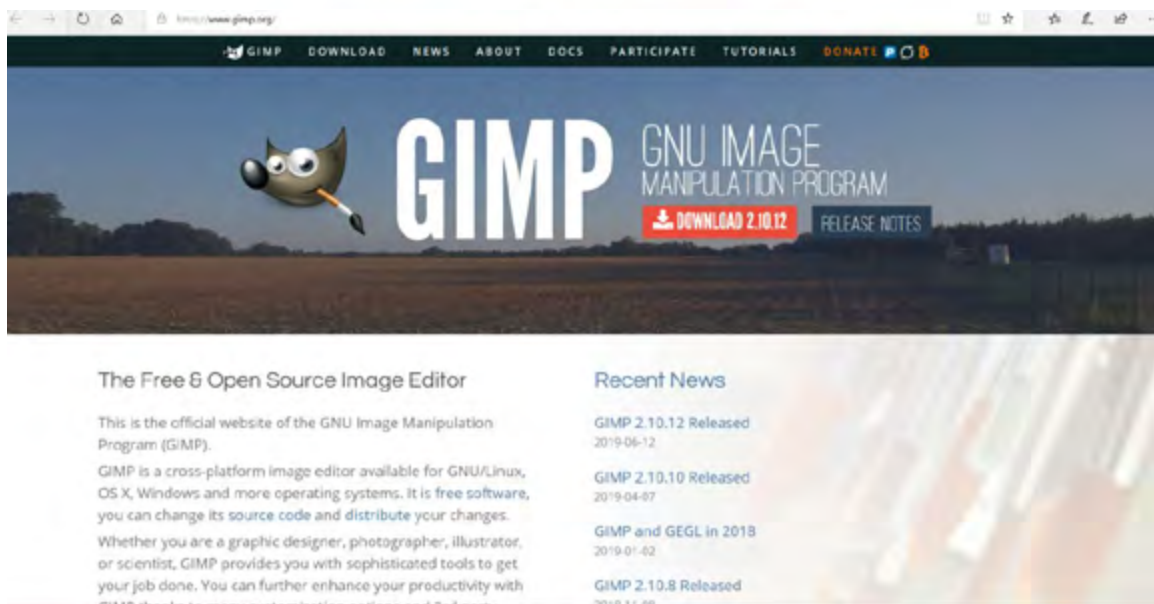 www.gimp.org/
GIMP DOWNLOAD NEWS ABOUT DOCS PARTICIPATE TUTORIALS DONATE
GIMP
GNU IMAGE
MANIPULATION PROGRAM
DOWNLOAD 2.10.12
RELEASE NOTES
The Free & Open Source Image Editor
This is the official website of the GNU Image Manipulation
Program (GIMP).
GIMP is a cross-platform image editor available for GNU/Linux,
OS X, Windows and more operating systems. It is free software,
you can change its source code and distribute your changes.
Whether you are a graphic designer, photographer, illustrator,
or scientist, GIMP provides you with sophisticated tools to get
your job done. You can further enhance your productivity with
Recent News
GIMP 2.10.12 Released
2019-06-12
GIMP 2.10.10 Released
2019-04-07
GIMP and GEGL in 2018
2019-01-02
GIMP 2.10.8 Released